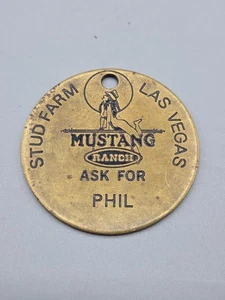 STUD FARM LAS VEGAS
MUSTANG
RANCH
ASK FOR
PHIL